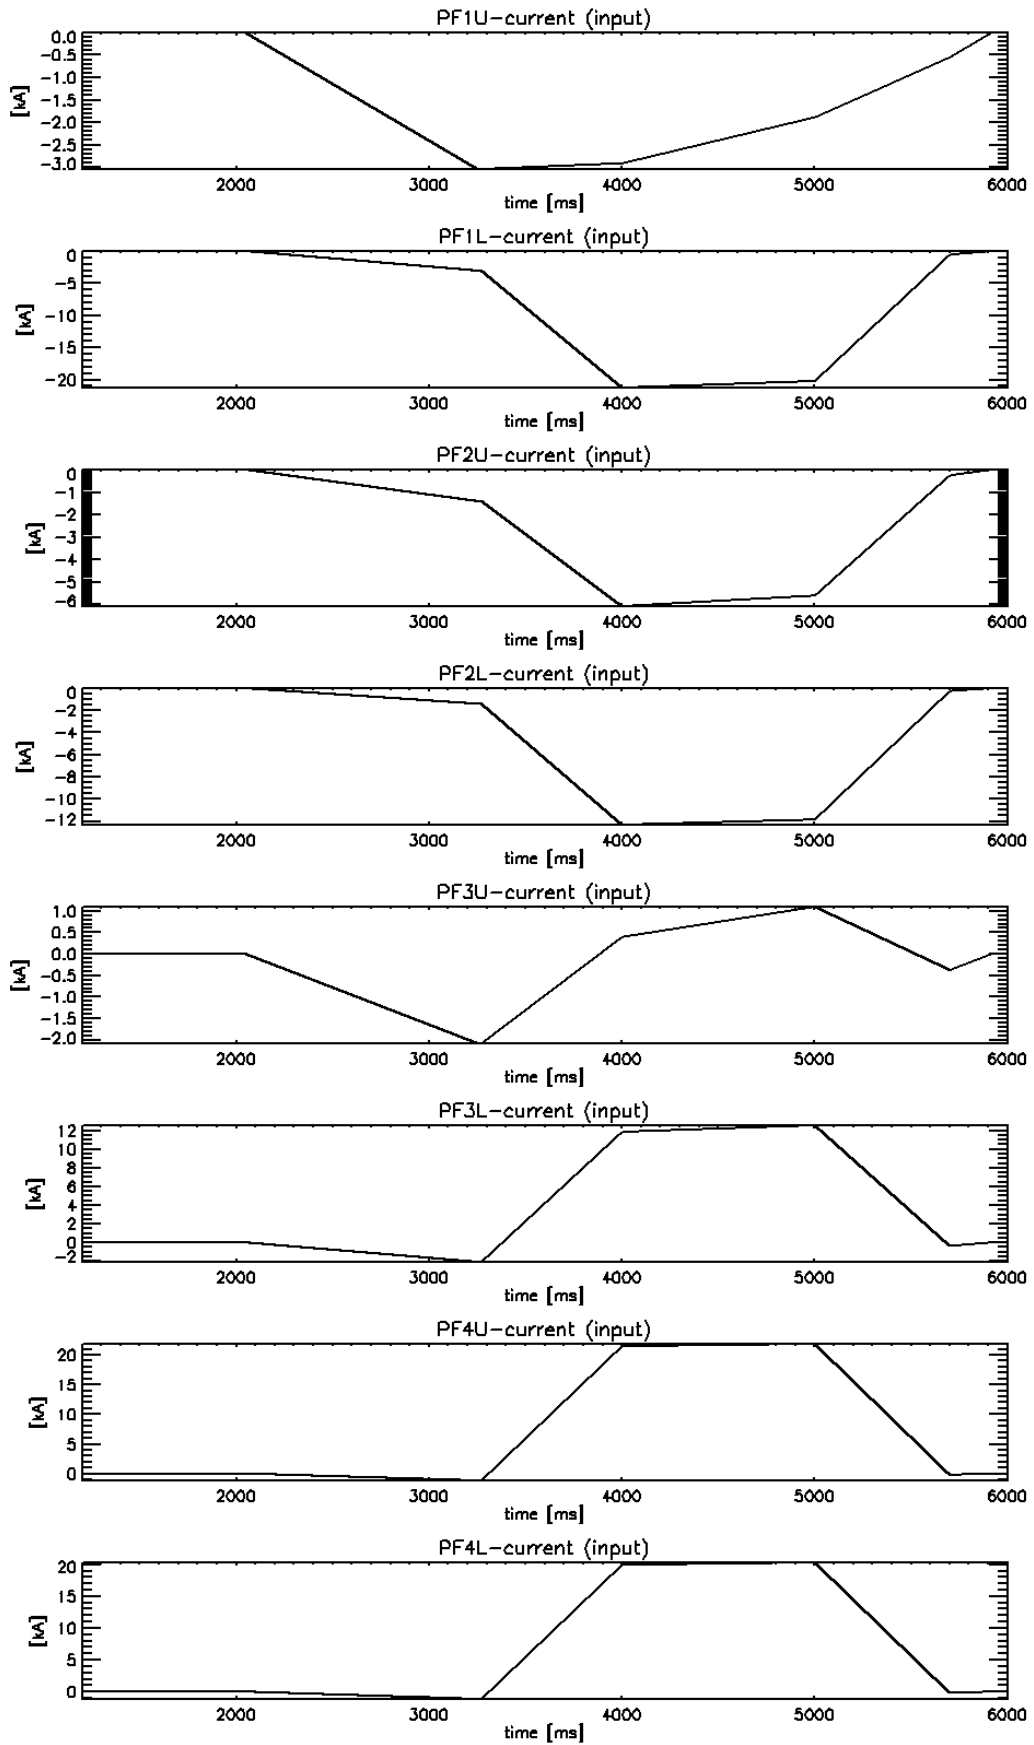 PF1U-current (input)
0.0
-0.5
-1.0
-1.5
-2.0
-2.5
-3.0
[kA]
2000 3000 4000 5000 6000
time [ms]
PF1L-current (input)
0
-5
-10
-15
-20
[kA]
2000 3000 4000 5000 6000
time [ms]
PF2U-current (input)
0
-1
-2
-3
-4
-5
-6
[kA]
2000 3000 4000 5000 6000
time [ms]
PF2L-current (input)
0
-2
-4
-6
-8
-10
-12
[kA]
2000 3000 4000 5000 6000
time [ms]
PF3U-current (input)
1.0
0.5
0.0
-0.5
-1.0
-1.5
-2.0
[kA]
2000 3000 4000 5000 6000
time [ms]
PF3L-current (input)
12
10
8
6
4
2
0
-2
[kA]
2000 3000 4000 5000 6000
time [ms]
PF4U-current (input)
20
15
10
5
0
[kA]
2000 3000 4000 5000 6000
time [ms]
PF4L-current (input)
20
15
10
5
0
[kA]
2000 3000 4000 5000 6000
time [ms]